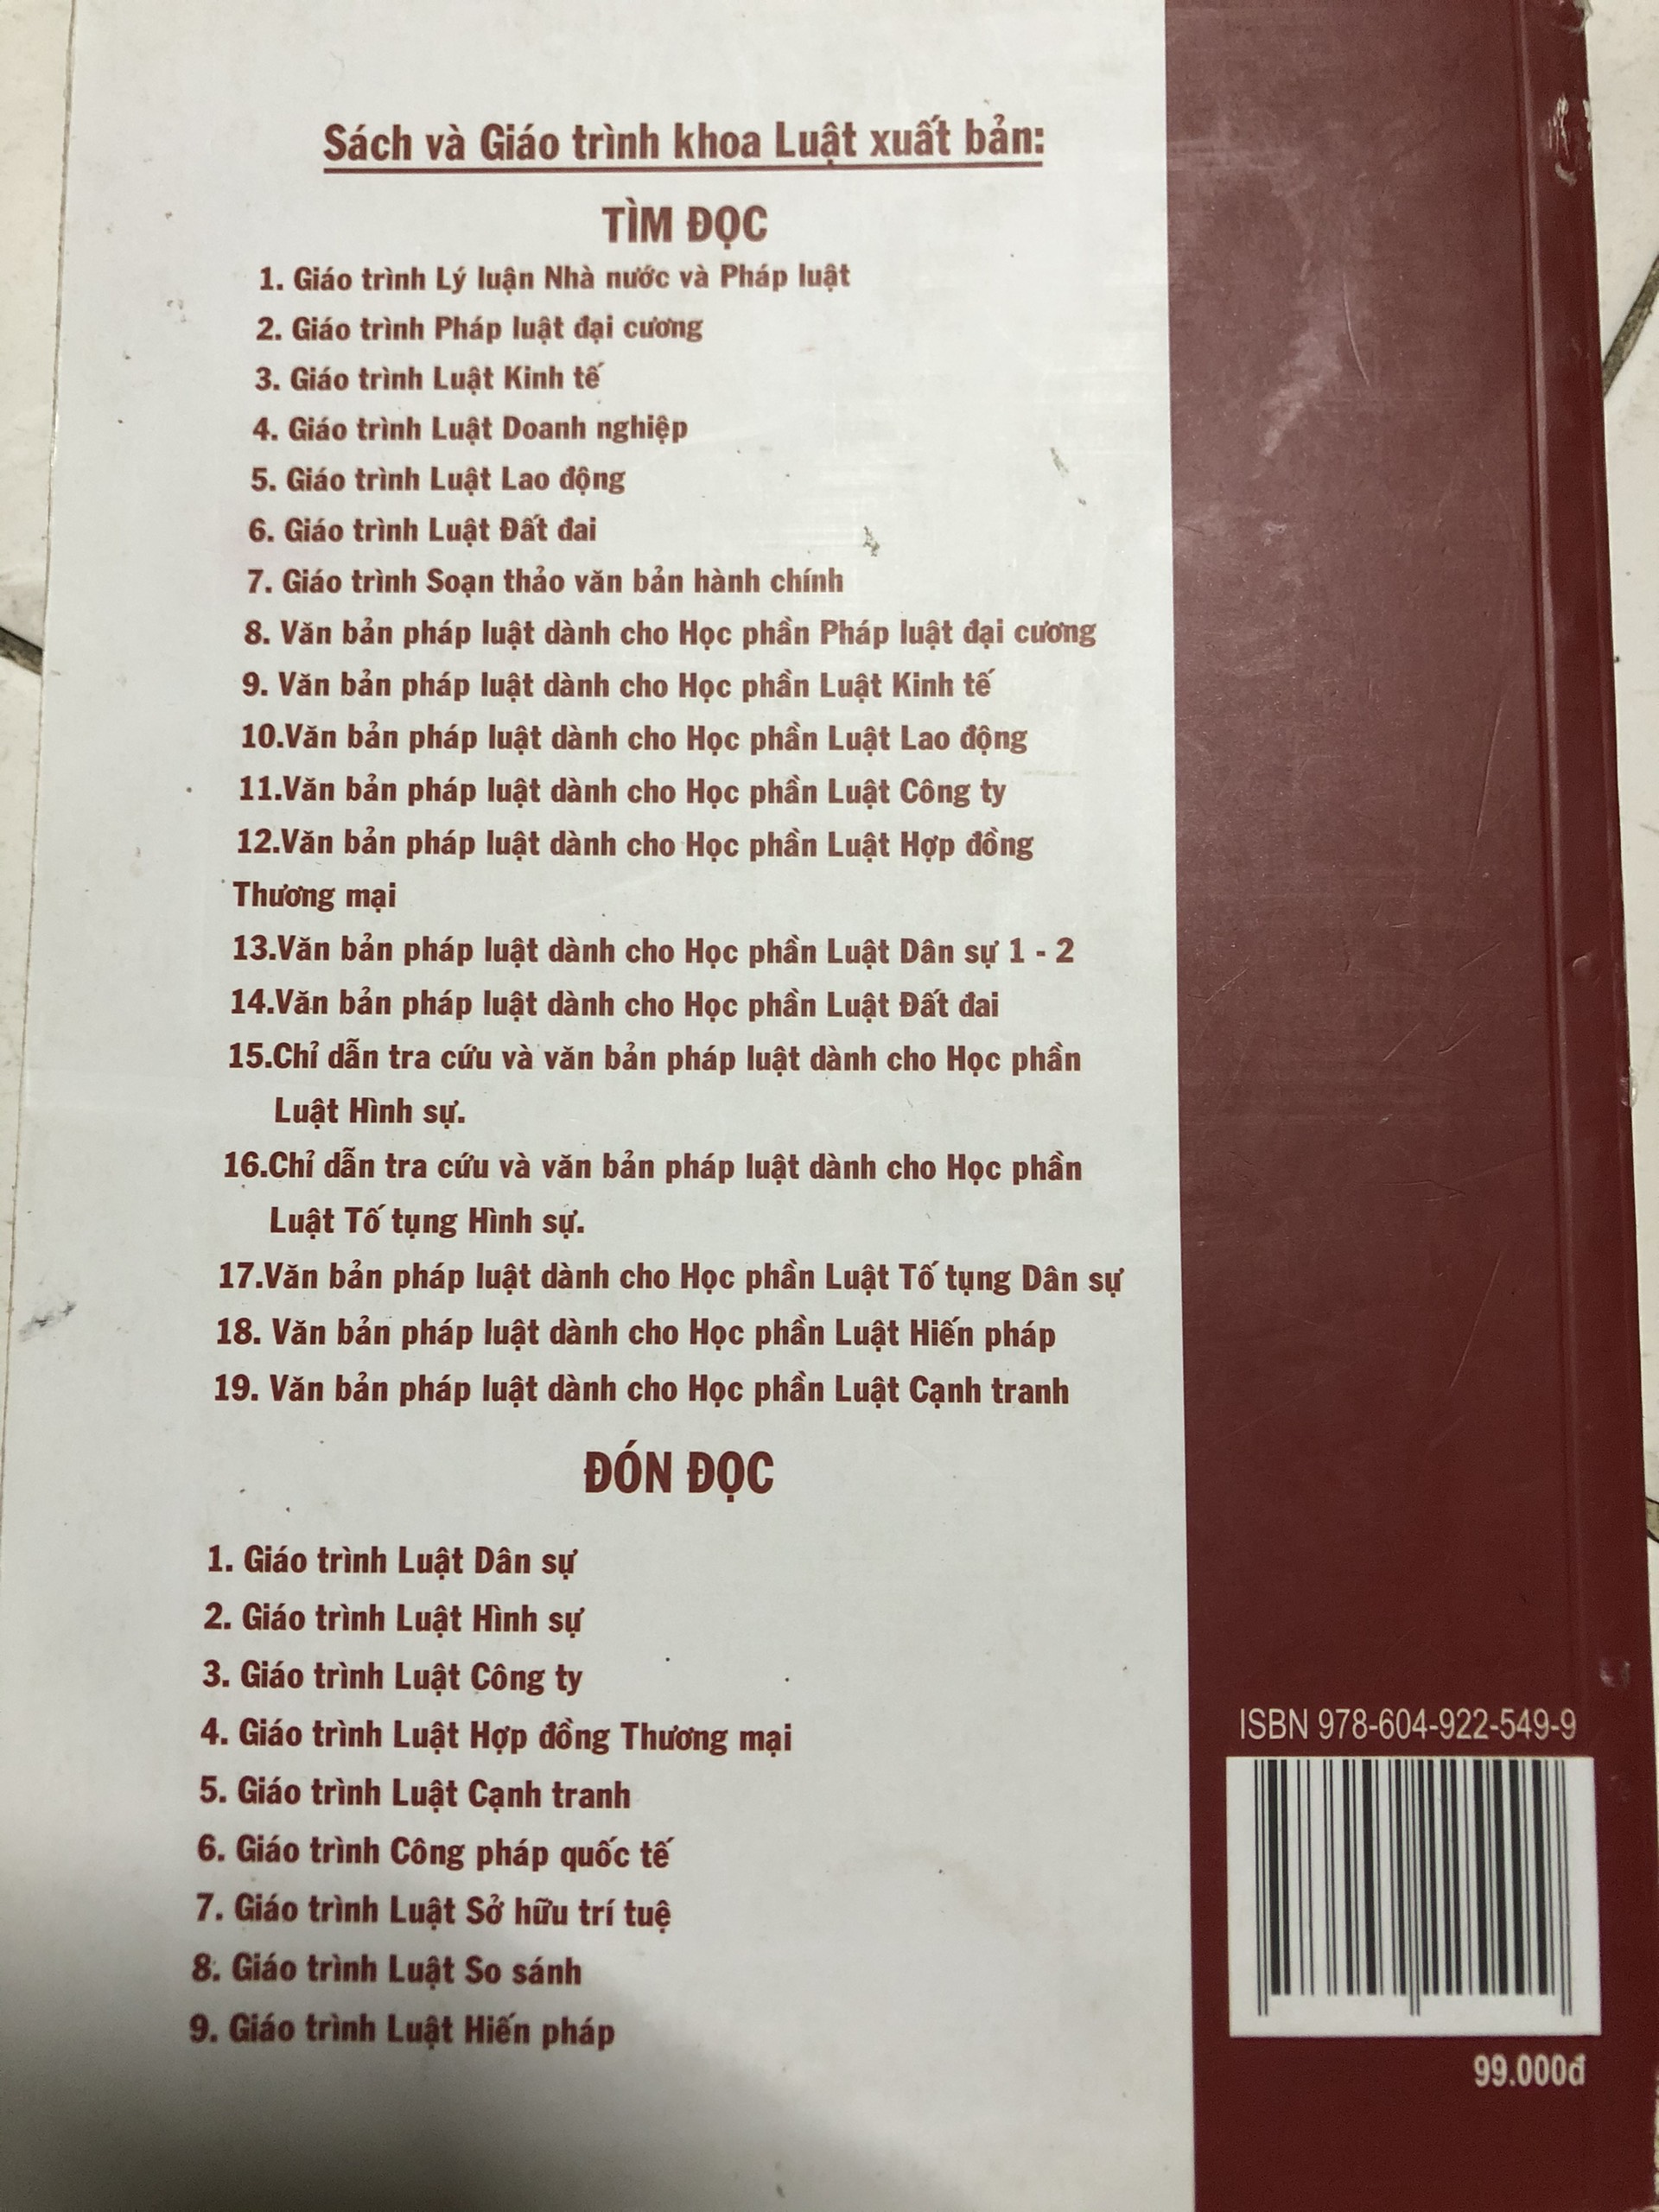 Sách và Giáo trình khoa Luật xuất bản:
TÌM ĐỌC
1. Giáo trình Lý luận Nhà nước và Pháp luật
2. Giáo trình Pháp luật đại cương
3. Giáo trình Luật Kinh tế
4. Giáo trình Luật Doanh nghiệp
5. Giáo trình Luật Lao động
6. Giáo trình Luật Đất đai
7. Giáo trình Soạn thảo văn bản hành chính
8. Văn bản pháp luật dành cho Học phần Pháp luật đại cương
9. Văn bản pháp luật dành cho Học phần Luật Kinh tế
10.Văn bản pháp luật dành cho Học phần Luật Lao động
11.Văn bản pháp luật dành cho Học phần Luật Công ty
12.Văn bản pháp luật dành cho Học phần Luật Hợp đồng
Thương mại
13.Văn bản pháp luật dành cho Học phần Luật Dân sự 1 - 2
14.Văn bản pháp luật dành cho Học phần Luật Đất đai
15.Chỉ dẫn tra cứu và văn bản pháp luật dành cho Học phần
Luật Hình sự.
16.Chỉ dẫn tra cứu và văn bản pháp luật dành cho Học phần
Luật Tố tụng Hình sự.
17.Văn bản pháp luật dành cho Học phần Luật Tố tụng Dân sự
18. Văn bản pháp luật dành cho Học phần Luật Hiến pháp
19. Văn bản pháp luật dành cho Học phần Luật Cạnh tranh
ĐÓN ĐỌC
1. Giáo trình Luật Dân sự
2. Giáo trình Luật Hình sự
3. Giáo trình Luật Công ty
4. Giáo trình Luật Hợp đồng Thương mại
5. Giáo trình Luật Cạnh tranh
6. Giáo trình Công pháp quốc tế
7. Giáo trình Luật Sở hữu trí tuệ
8. Giáo trình Luật So sánh
9. Giáo trình Luật Hiến pháp
ISBN 978-604-922-549-9
99.000đ